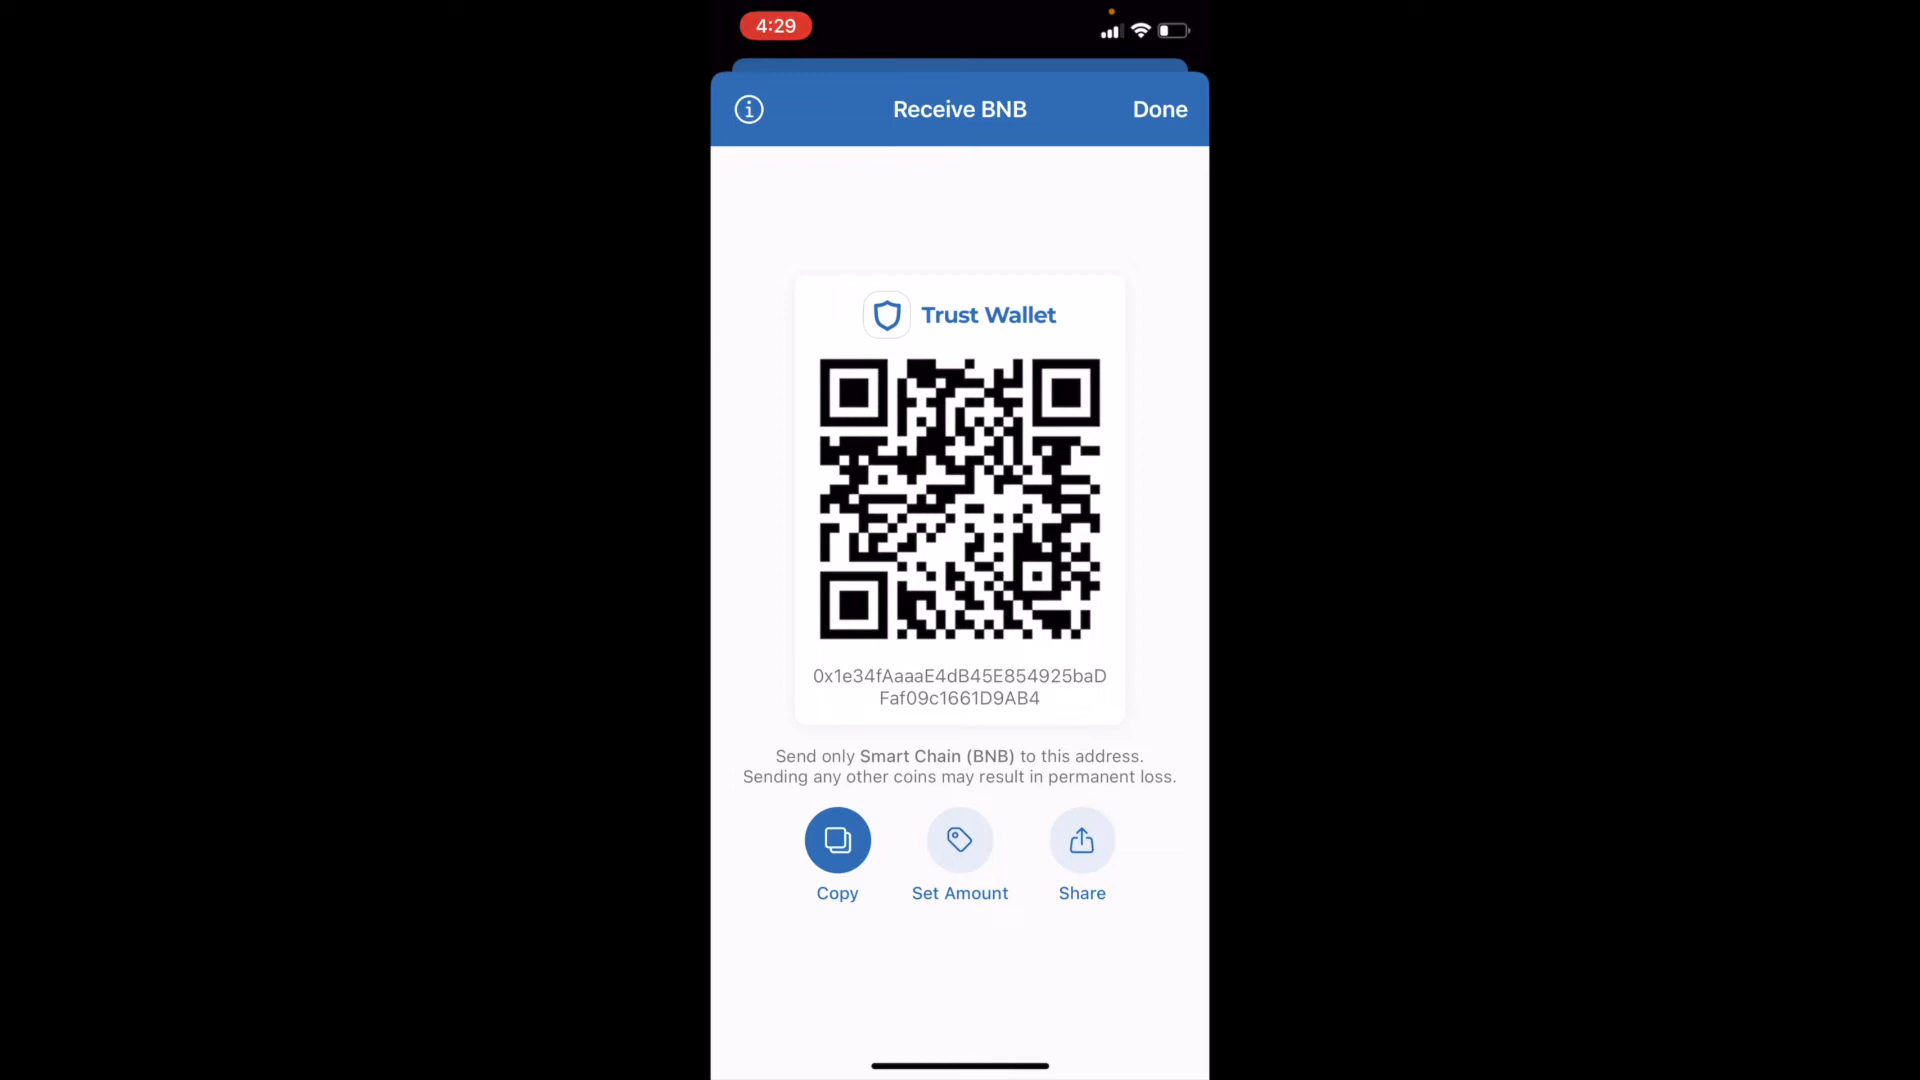 4:29
Receive BNB
Done
Trust Wallet
0x1e34fAaaaE4dB45E854925baD
Faf09c1661D9AB4
Send only Smart Chain (BNB) to this address.
Sending any other coins may result in permanent loss.
Copy
Set Amount
Share